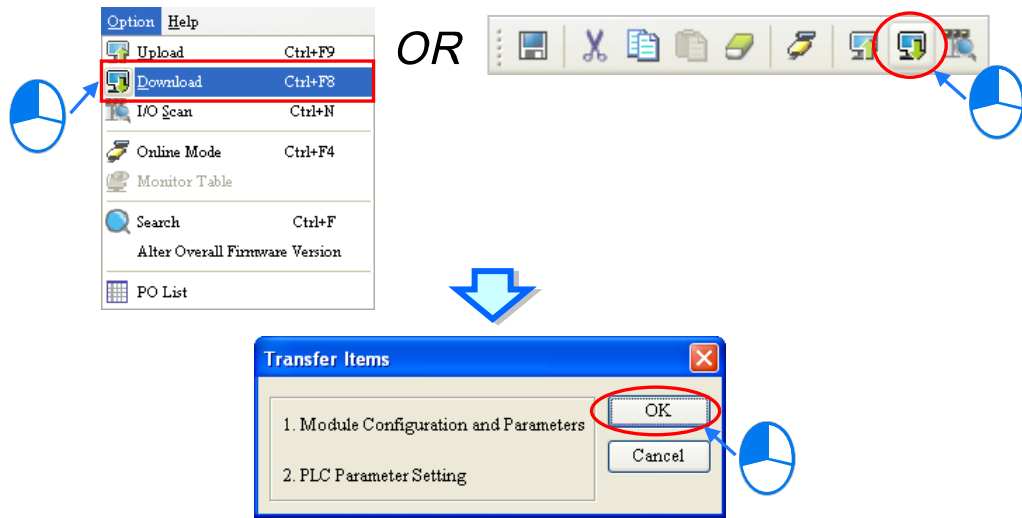 Option Help
Upload Ctrl+F9
Download Ctrl+F8
I/O Scan Ctrl+N
Online Mode Ctrl+F4
Monitor Table
Search Ctrl+F
Alter Overall Firmware Version
PO List
OR
Transfer Items
1. Module Configuration and Parameters
2. PLC Parameter Setting
OK
Cancel